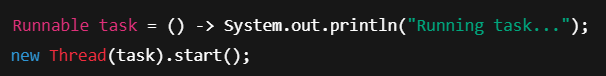 Runnable task = () -> System.out.println("Running task...");
new Thread(task).start();